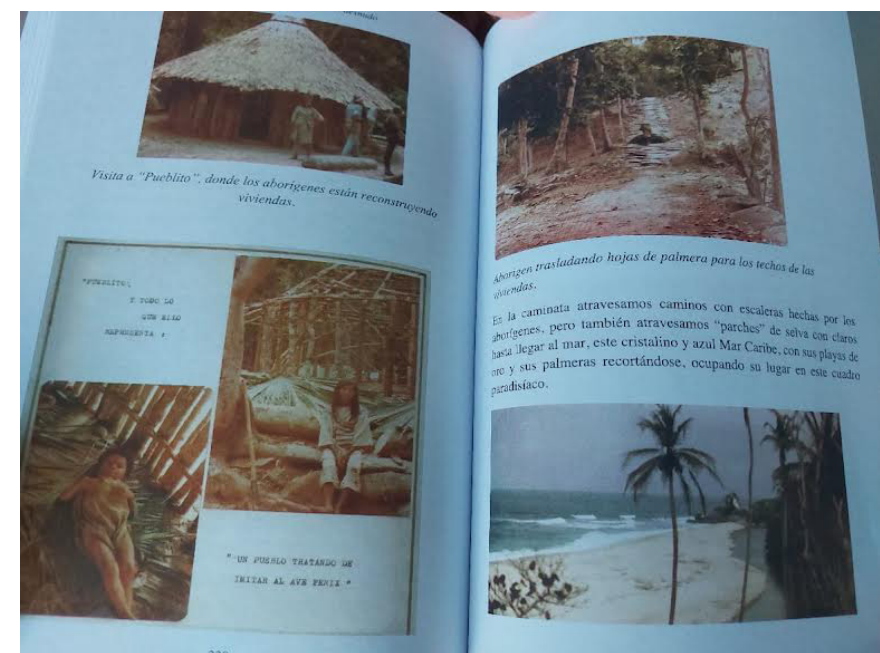 Visita a "Pueblito", donde los aborígenes están reconstruyendo
viviendas.
"PUEBLITO,
Y TODO LO
QUE ELLO
REPRESENTA"
"UN PUEBLO TRATANDO DE
IMITAR AL AVE FENIX"
Aborigen trasladando hojas de palmera para los techos de las
viviendas.
En la caminata atravesamos caminos con escaleras hechas por los
aborígenes, pero también atravesamos "parches" de selva con claros
hasta llegar al mar, este cristalino y azul Mar Caribe, con sus playas de
oro y sus palmeras recortándose, ocupando su lugar en este cuadro
paradisíaco.